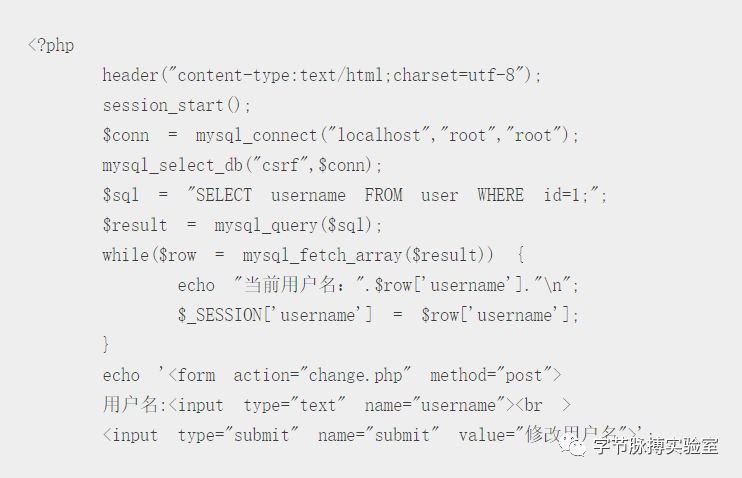 <?php
header("content-type:text/html;charset=utf-8");
session_start();
$conn = mysql_connect("localhost","root","root");
mysql_select_db("csrf",$conn);
$sql = "SELECT username FROM user WHERE id=1;";
$result = mysql_query($sql);
while($row = mysql_fetch_array($result)) {
echo "当前用户名：".$row['username']."\n";
$_SESSION['username'] = $row['username'];
}
echo '<form action="change.php" method="post">
用户名:<input type="text" name="username"><br >
<input type="submit" name="submit" value="修改用户名">';
字节脉搏实验室